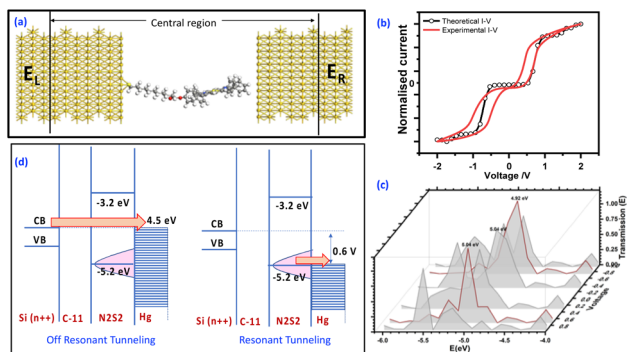 (a)
Central region
E_L
E_R
(b)
Theoretical I-V
Experimental I-V
Normalised current
0
-2
-1
0
1
2
Voltage /V
(d)
CB
VB
-3.2 eV
4.5 eV
-5.2 eV
Si (n++)
C-11
N2S2
Hg
Off Resonant Tunneling
CB
VB
-3.2 eV
0.6 V
-5.2 eV
Si (n++)
C-11
N2S2
Hg
Resonant Tunneling
(c)
4.92 eV
5.04 eV
5.04 eV
1.00
0.75
0.50
0.25
0.00
Transmission (E)
-6.0
-5.5
-5.0
-4.5
-4.0
E(eV)